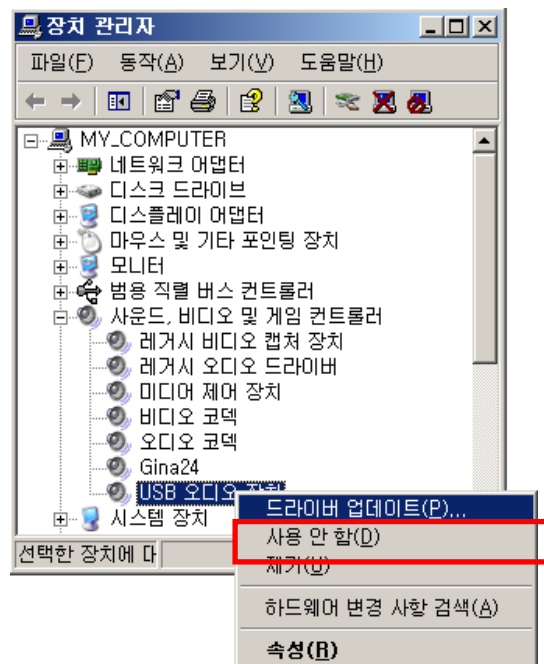 장치 관리자
파일(F) 동작(A) 보기(V) 도움말(H)
MY_COMPUTER
네트워크 어댑터
디스크 드라이브
디스플레이 어댑터
마우스 및 기타 포인팅 장치
모니터
범용 직렬 버스 컨트롤러
사운드, 비디오 및 게임 컨트롤러
레거시 비디오 캡처 장치
레거시 오디오 드라이버
미디어 제어 장치
비디오 코덱
오디오 코덱
Gina24
USB 오디오 장치
시스템 장치
선택한 장치에 대
드라이버 업데이트(P)...
사용 안 함(D)
제거(U)
하드웨어 변경 사항 검색(A)
속성(R)